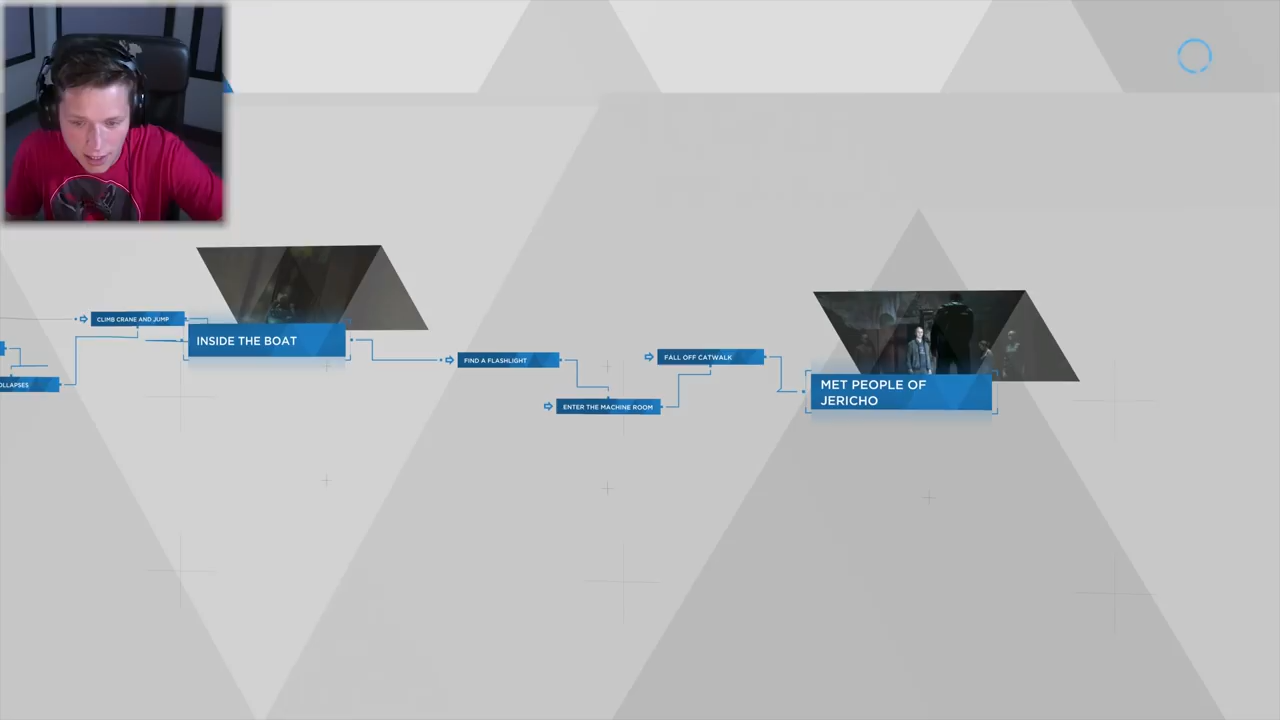 CLIMB CRANE AND JUMP
INSIDE THE BOAT
OLLAPSES
FIND A FLASHLIGHT
ENTER THE MACHINE ROOM
FALL OFF CATWALK
MET PEOPLE OF
JERICHO